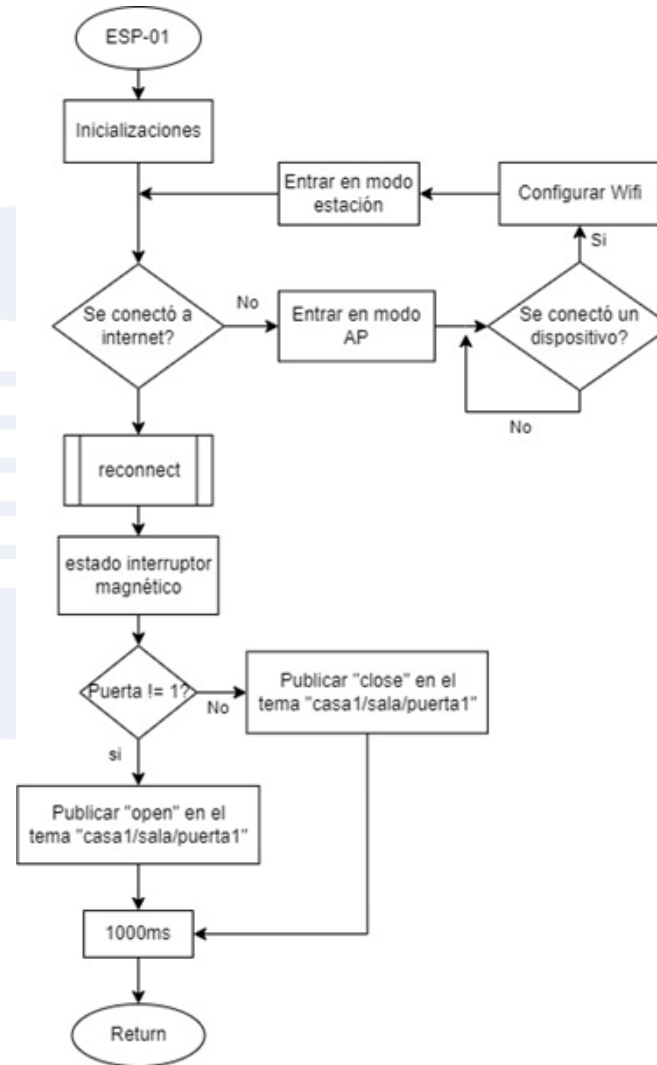 ESP-01
Inicializaciones
Entrar en modo
estación
Configurar Wifi
Si
Se conectó a
internet?
No
Entrar en modo
AP
Se conectó un
dispositivo?
No
reconnect
estado interruptor
magnético
Puerta != 1?
No
Publicar "close" en el
tema "casa1/sala/puerta1"
si
Publicar "open" en el
tema "casa1/sala/puerta1"
1000ms
Return